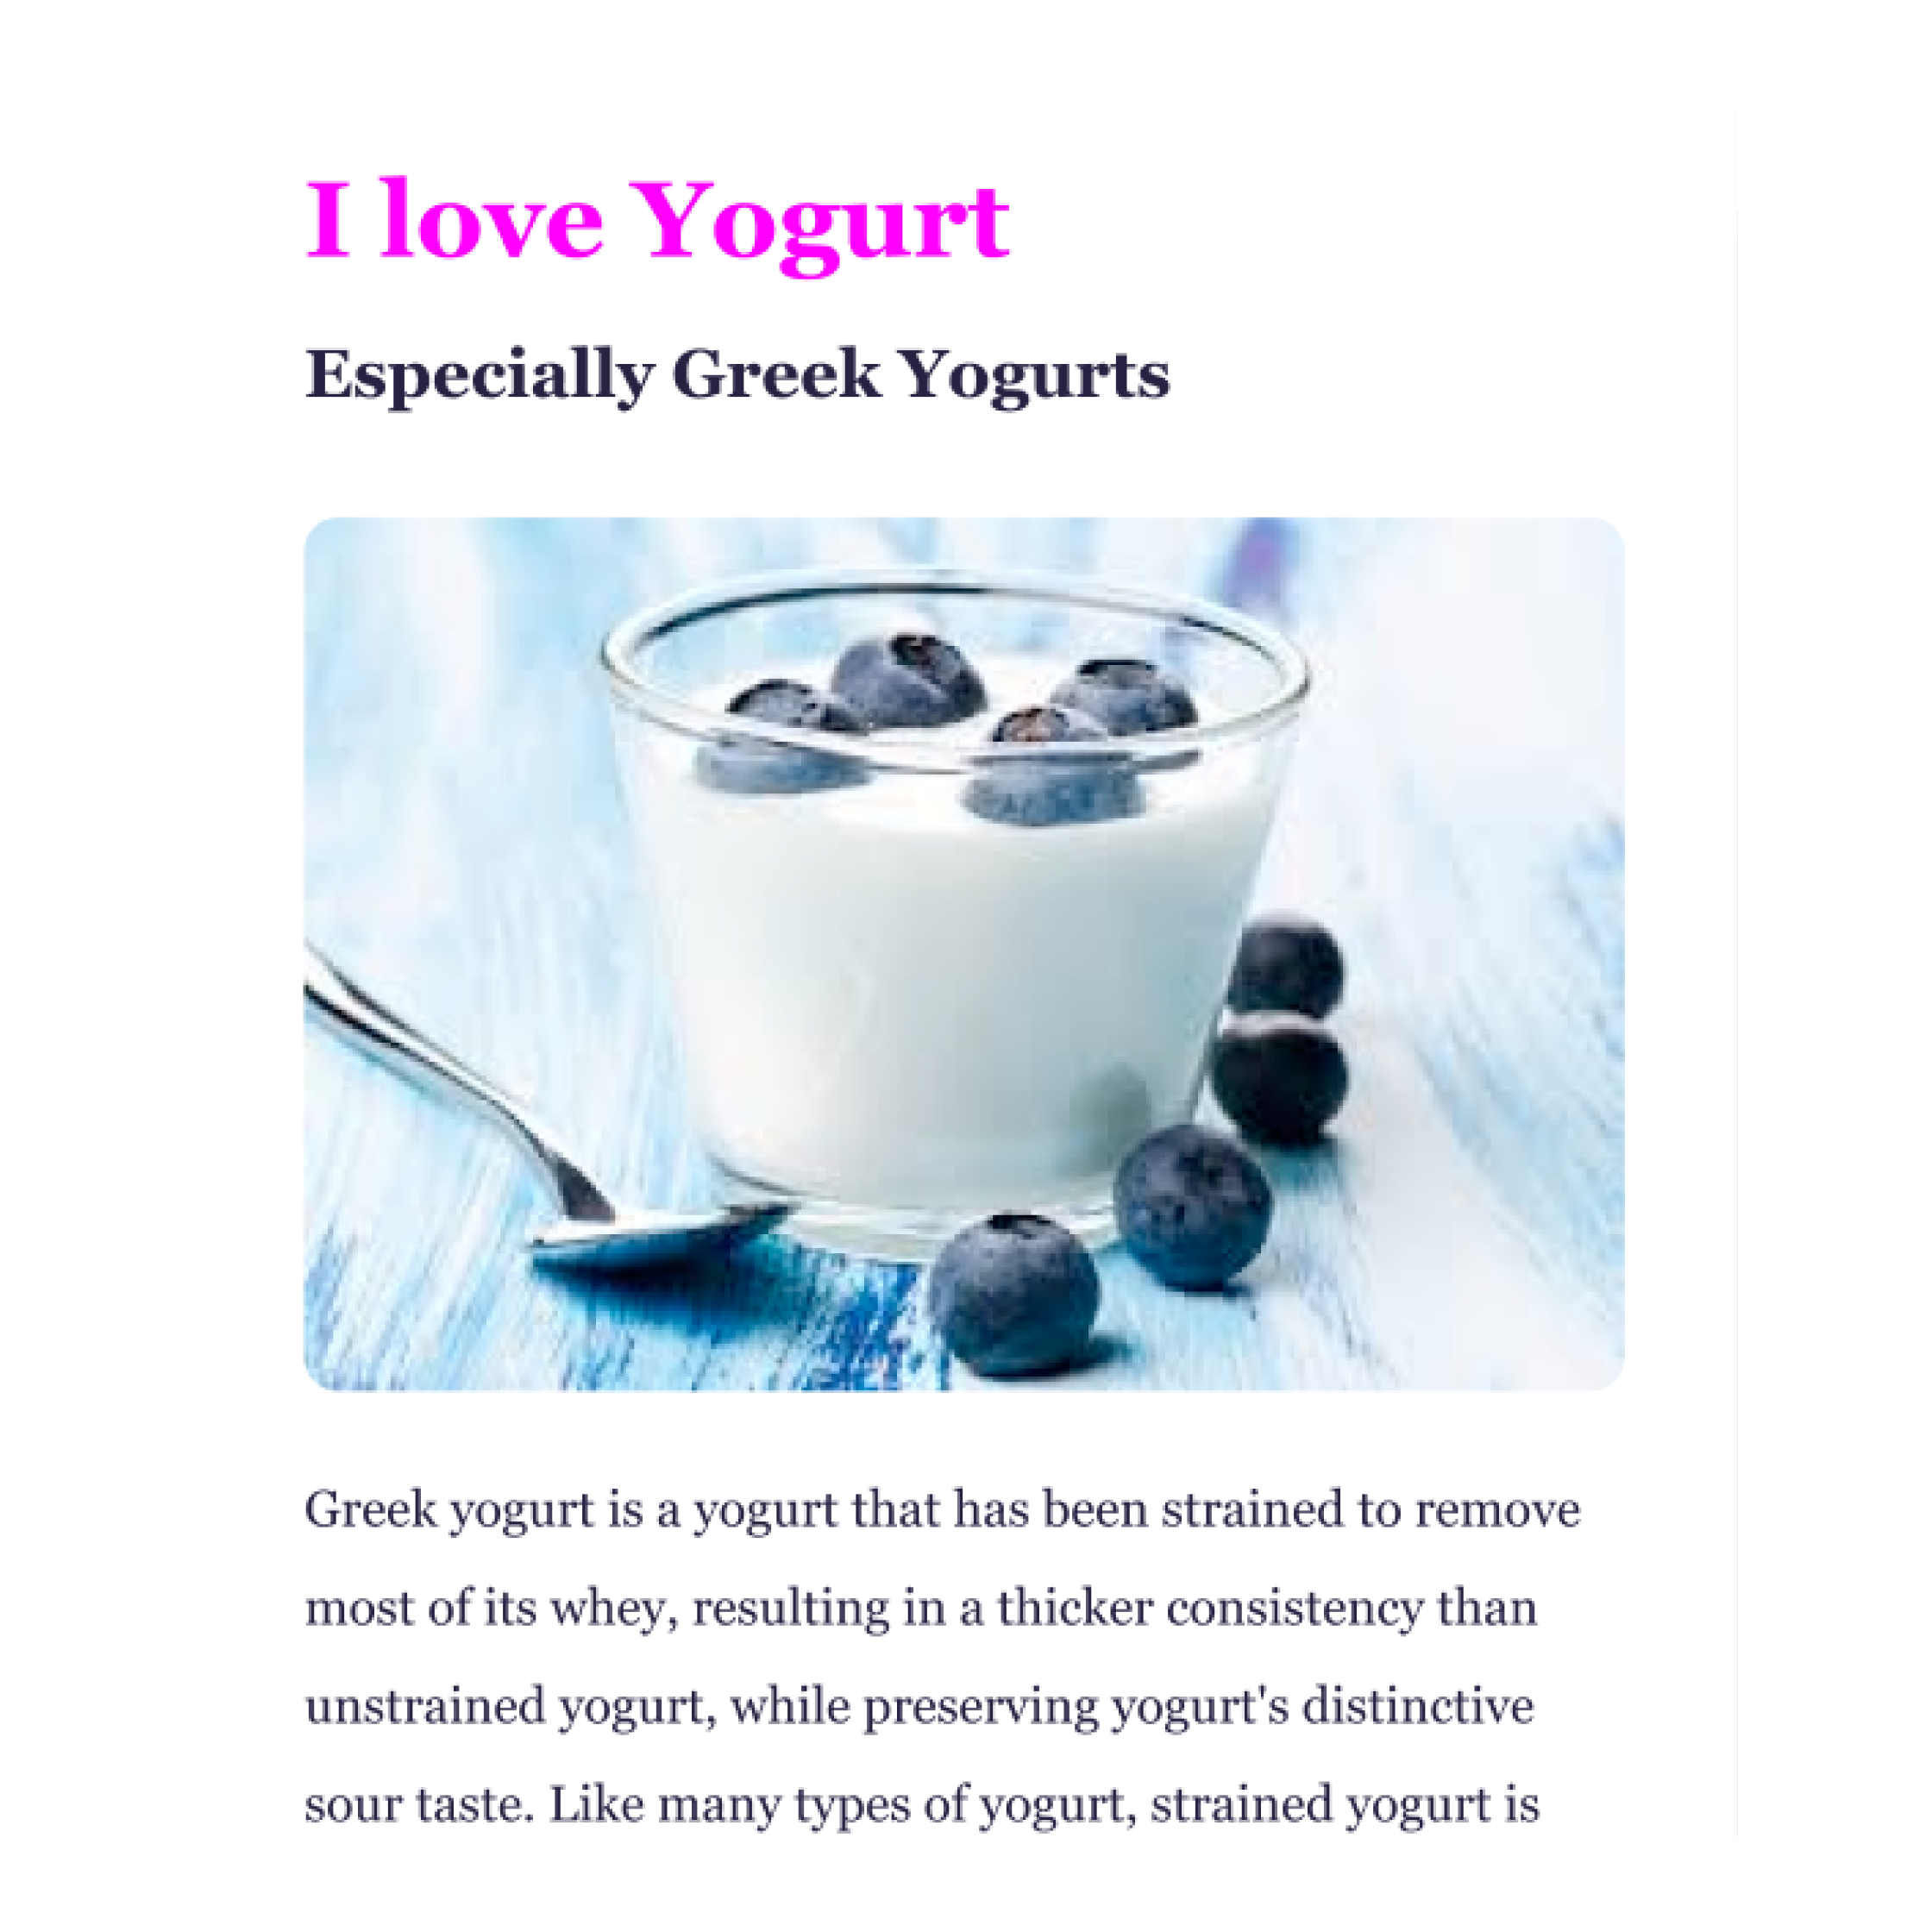 I love Yogurt
Especially Greek Yogurts
Greek yogurt is a yogurt that has been strained to remove
most of its whey, resulting in a thicker consistency than
unstrained yogurt, while preserving yogurt's distinctive
sour taste. Like many types of yogurt, strained yogurt is